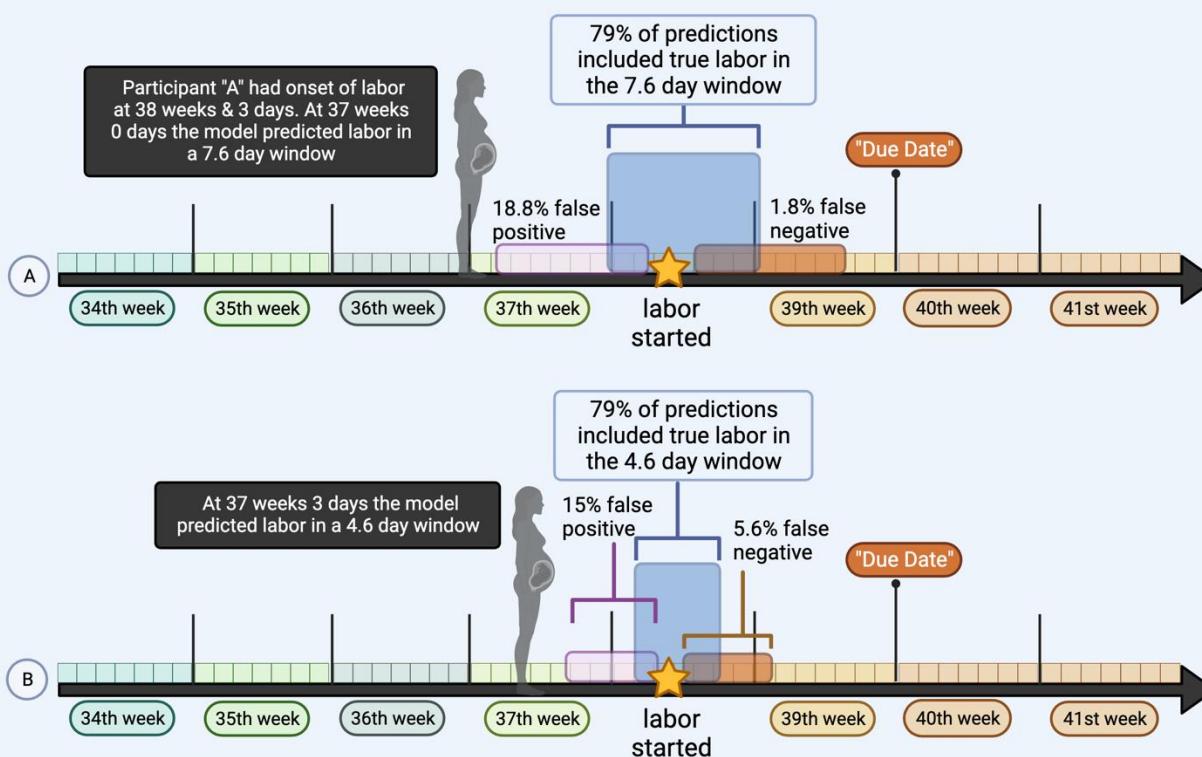 79% of predictions
included true labor in
the 7.6 day window
Participant "A" had onset of labor
at 38 weeks & 3 days. At 37 weeks
0 days the model predicted labor in
a 7.6 day window
"Due Date"
18.8% false
positive
1.8% false
negative
A
34th week
35th week
36th week
37th week
labor
started
39th week
40th week
41st week
79% of predictions
included true labor in
the 4.6 day window
At 37 weeks 3 days the model
predicted labor in a 4.6 day window
15% false
positive
5.6% false
negative
"Due Date"
B
34th week
35th week
36th week
37th week
labor
started
39th week
40th week
41st week